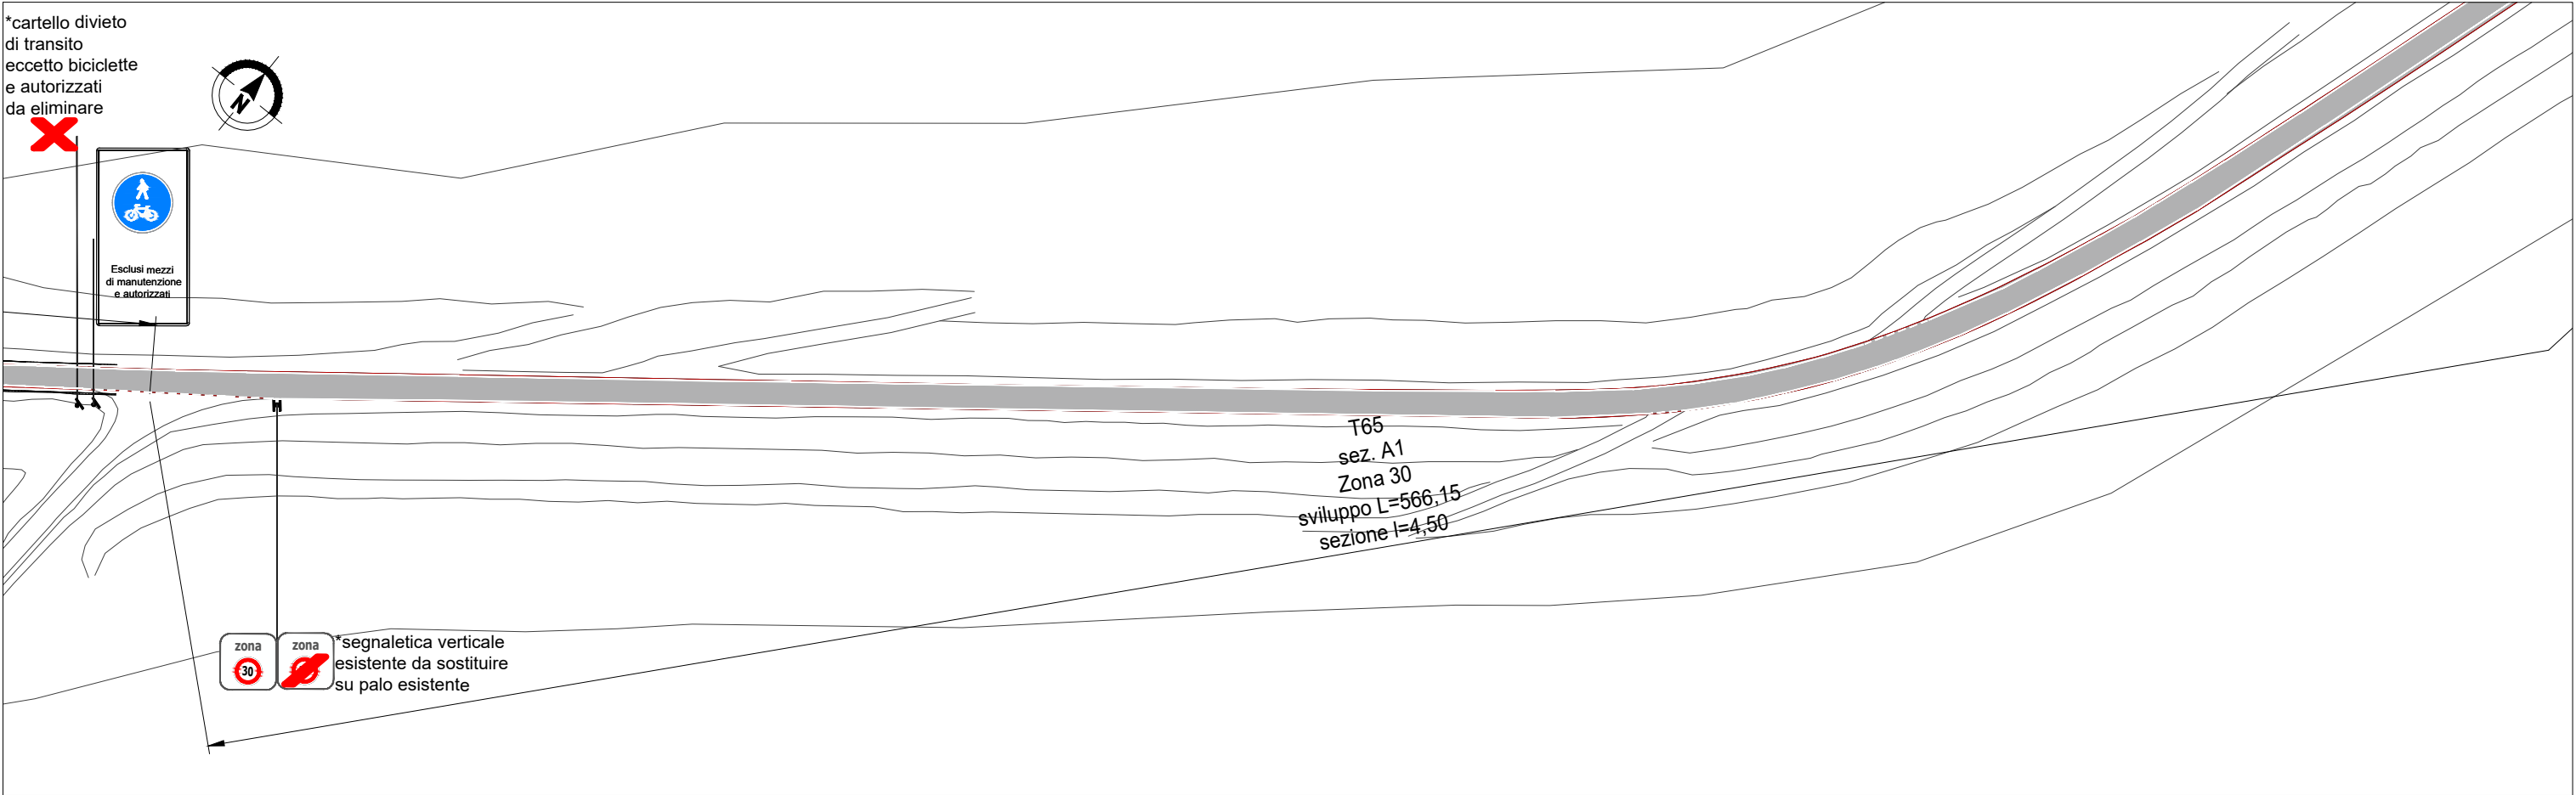 *cartello divieto
di transito
eccetto biciclette
e autorizzati
da eliminare
N
Esclusi mezzi
di manutenzione
e autorizzati
T65
sez. A1
Zona 30
sviluppo L=566,15
sezione l=4,50
zona
30
zona
*segnaletica verticale
esistente da sostituire
su palo esistente